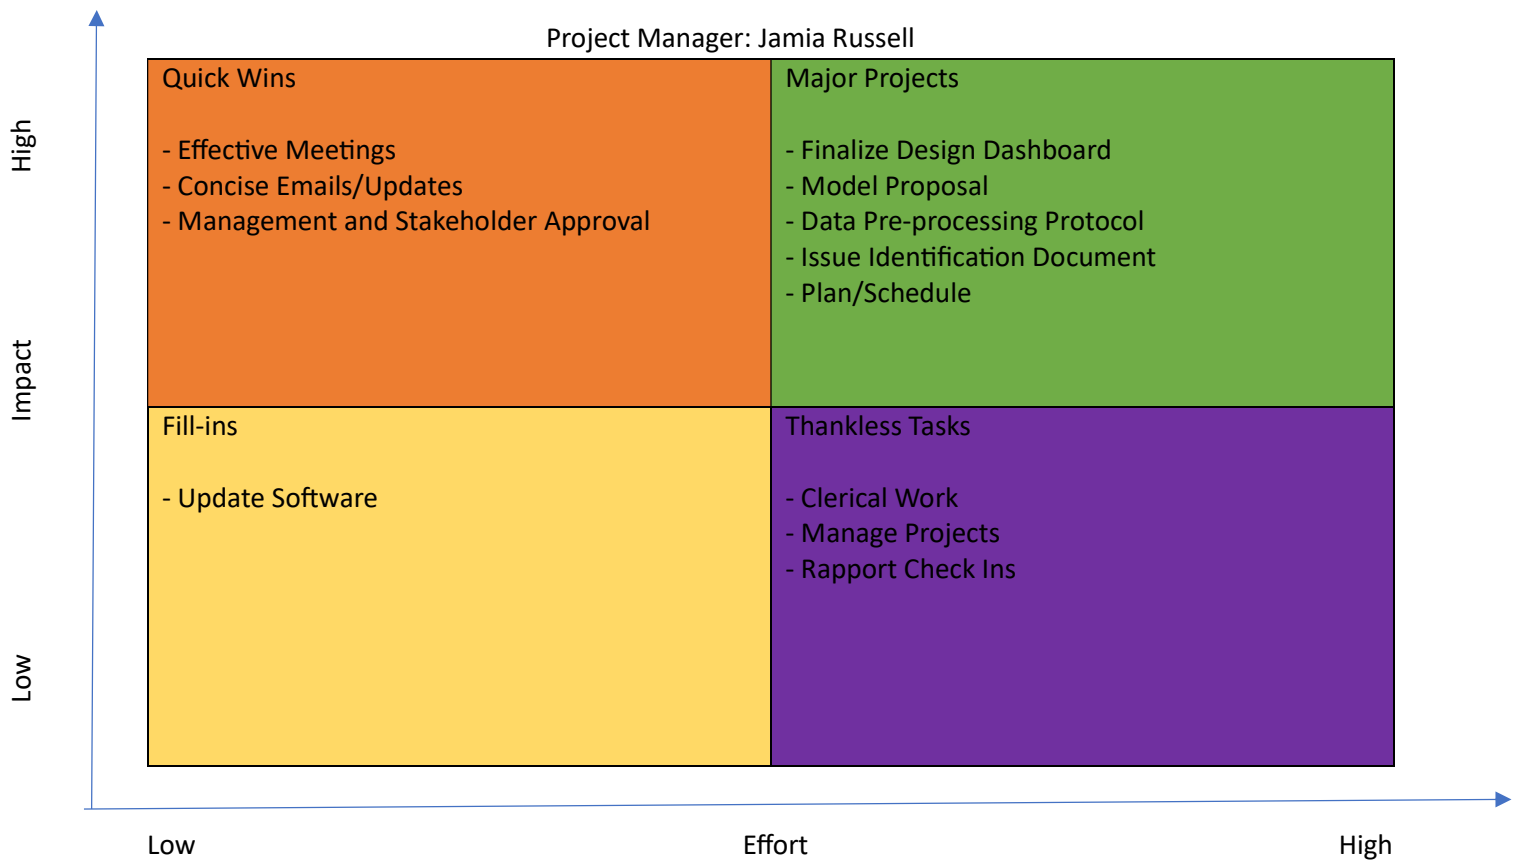 Project Manager: Jamia Russell
High
Impact
Low
Quick Wins
- Effective Meetings
- Concise Emails/Updates
- Management and Stakeholder Approval
Major Projects
- Finalize Design Dashboard
- Model Proposal
- Data Pre-processing Protocol
- Issue Identification Document
- Plan/Schedule
Fill-ins
- Update Software
Thankless Tasks
- Clerical Work
- Manage Projects
- Rapport Check Ins
Low
Effort
High